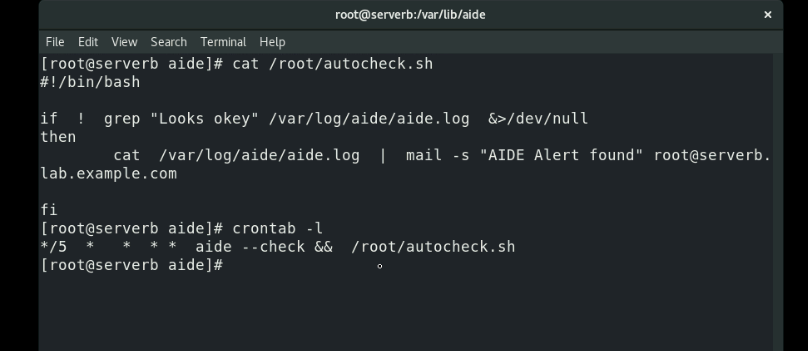 root@serverb:/var/lib/aide
File Edit View Search Terminal Help
[root@serverb aide]# cat /root/autocheck.sh
#!/bin/bash
if ! grep "Looks okey" /var/log/aide/aide.log &>/dev/null
then
cat /var/log/aide/aide.log | mail -s "AIDE Alert found" root@serverb.
lab.example.com
fi
[root@serverb aide]# crontab -l
*/5 * * * * aide --check && /root/autocheck.sh
[root@serverb aide]#